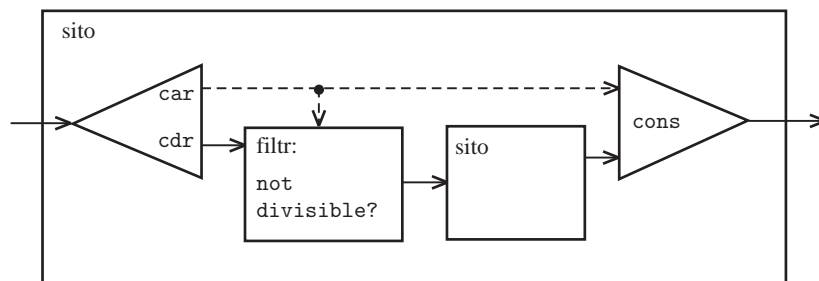 sito
car
cdr
filtr:
not
divisible?
sito
cons